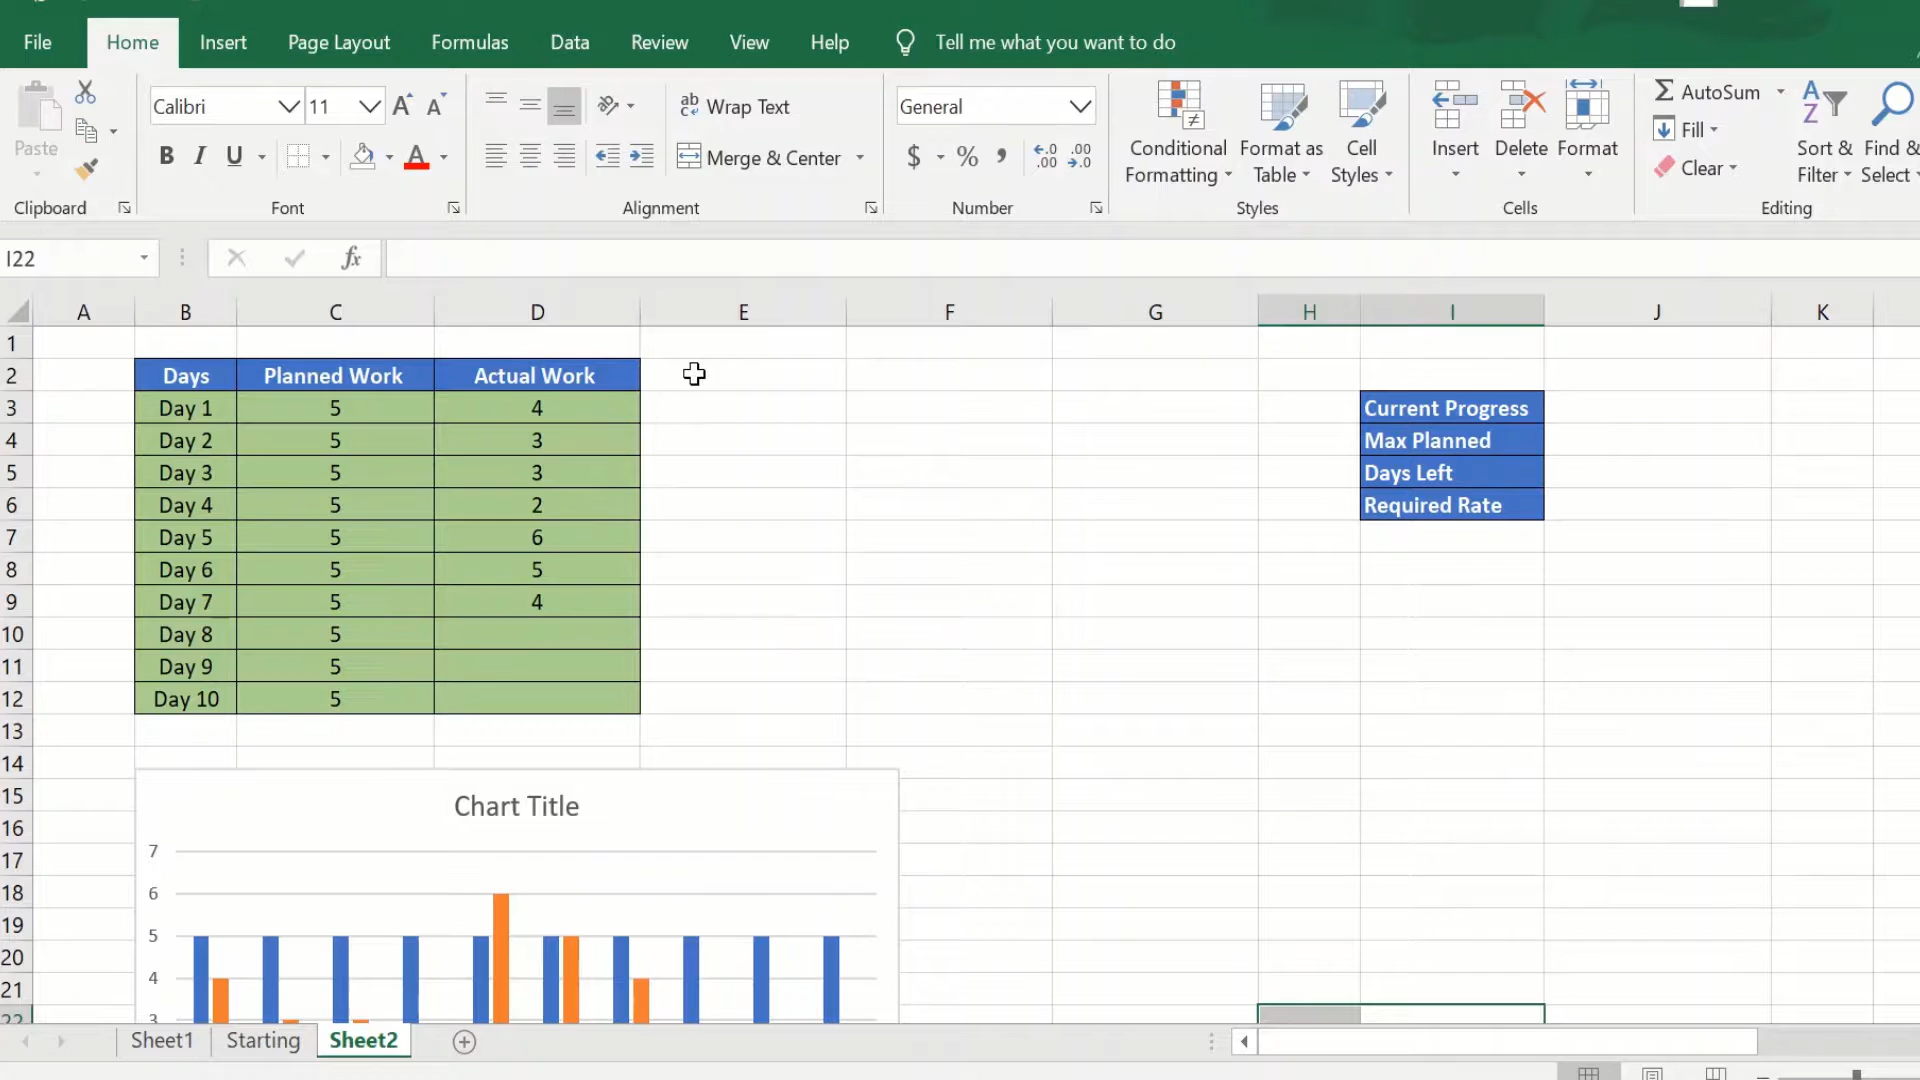 File Home Insert Page Layout Formulas Data Review View Help Tell me what you want to do
Calibri 11 A A Wrap Text General AutoSum
Paste B I U A Merge & Center $ % , .00 .00 Conditional Formatting Format as Table Cell Styles Insert Delete Format Fill Clear Sort & Filter Find & Select
Clipboard Font Alignment Number Styles Cells Editing
I22 fx
A B C D E F G H I J K
1
2 Days Planned Work Actual Work
3 Day 1 5 4 Current Progress
4 Day 2 5 3 Max Planned
5 Day 3 5 3 Days Left
6 Day 4 5 2 Required Rate
7 Day 5 5 6
8 Day 6 5 5
9 Day 7 5 4
10 Day 8 5
11 Day 9 5
12 Day 10 5
13
14
15 Chart Title
16
17 7
18 6
19
20 5
21 4
22 3
Sheet1 Starting Sheet2